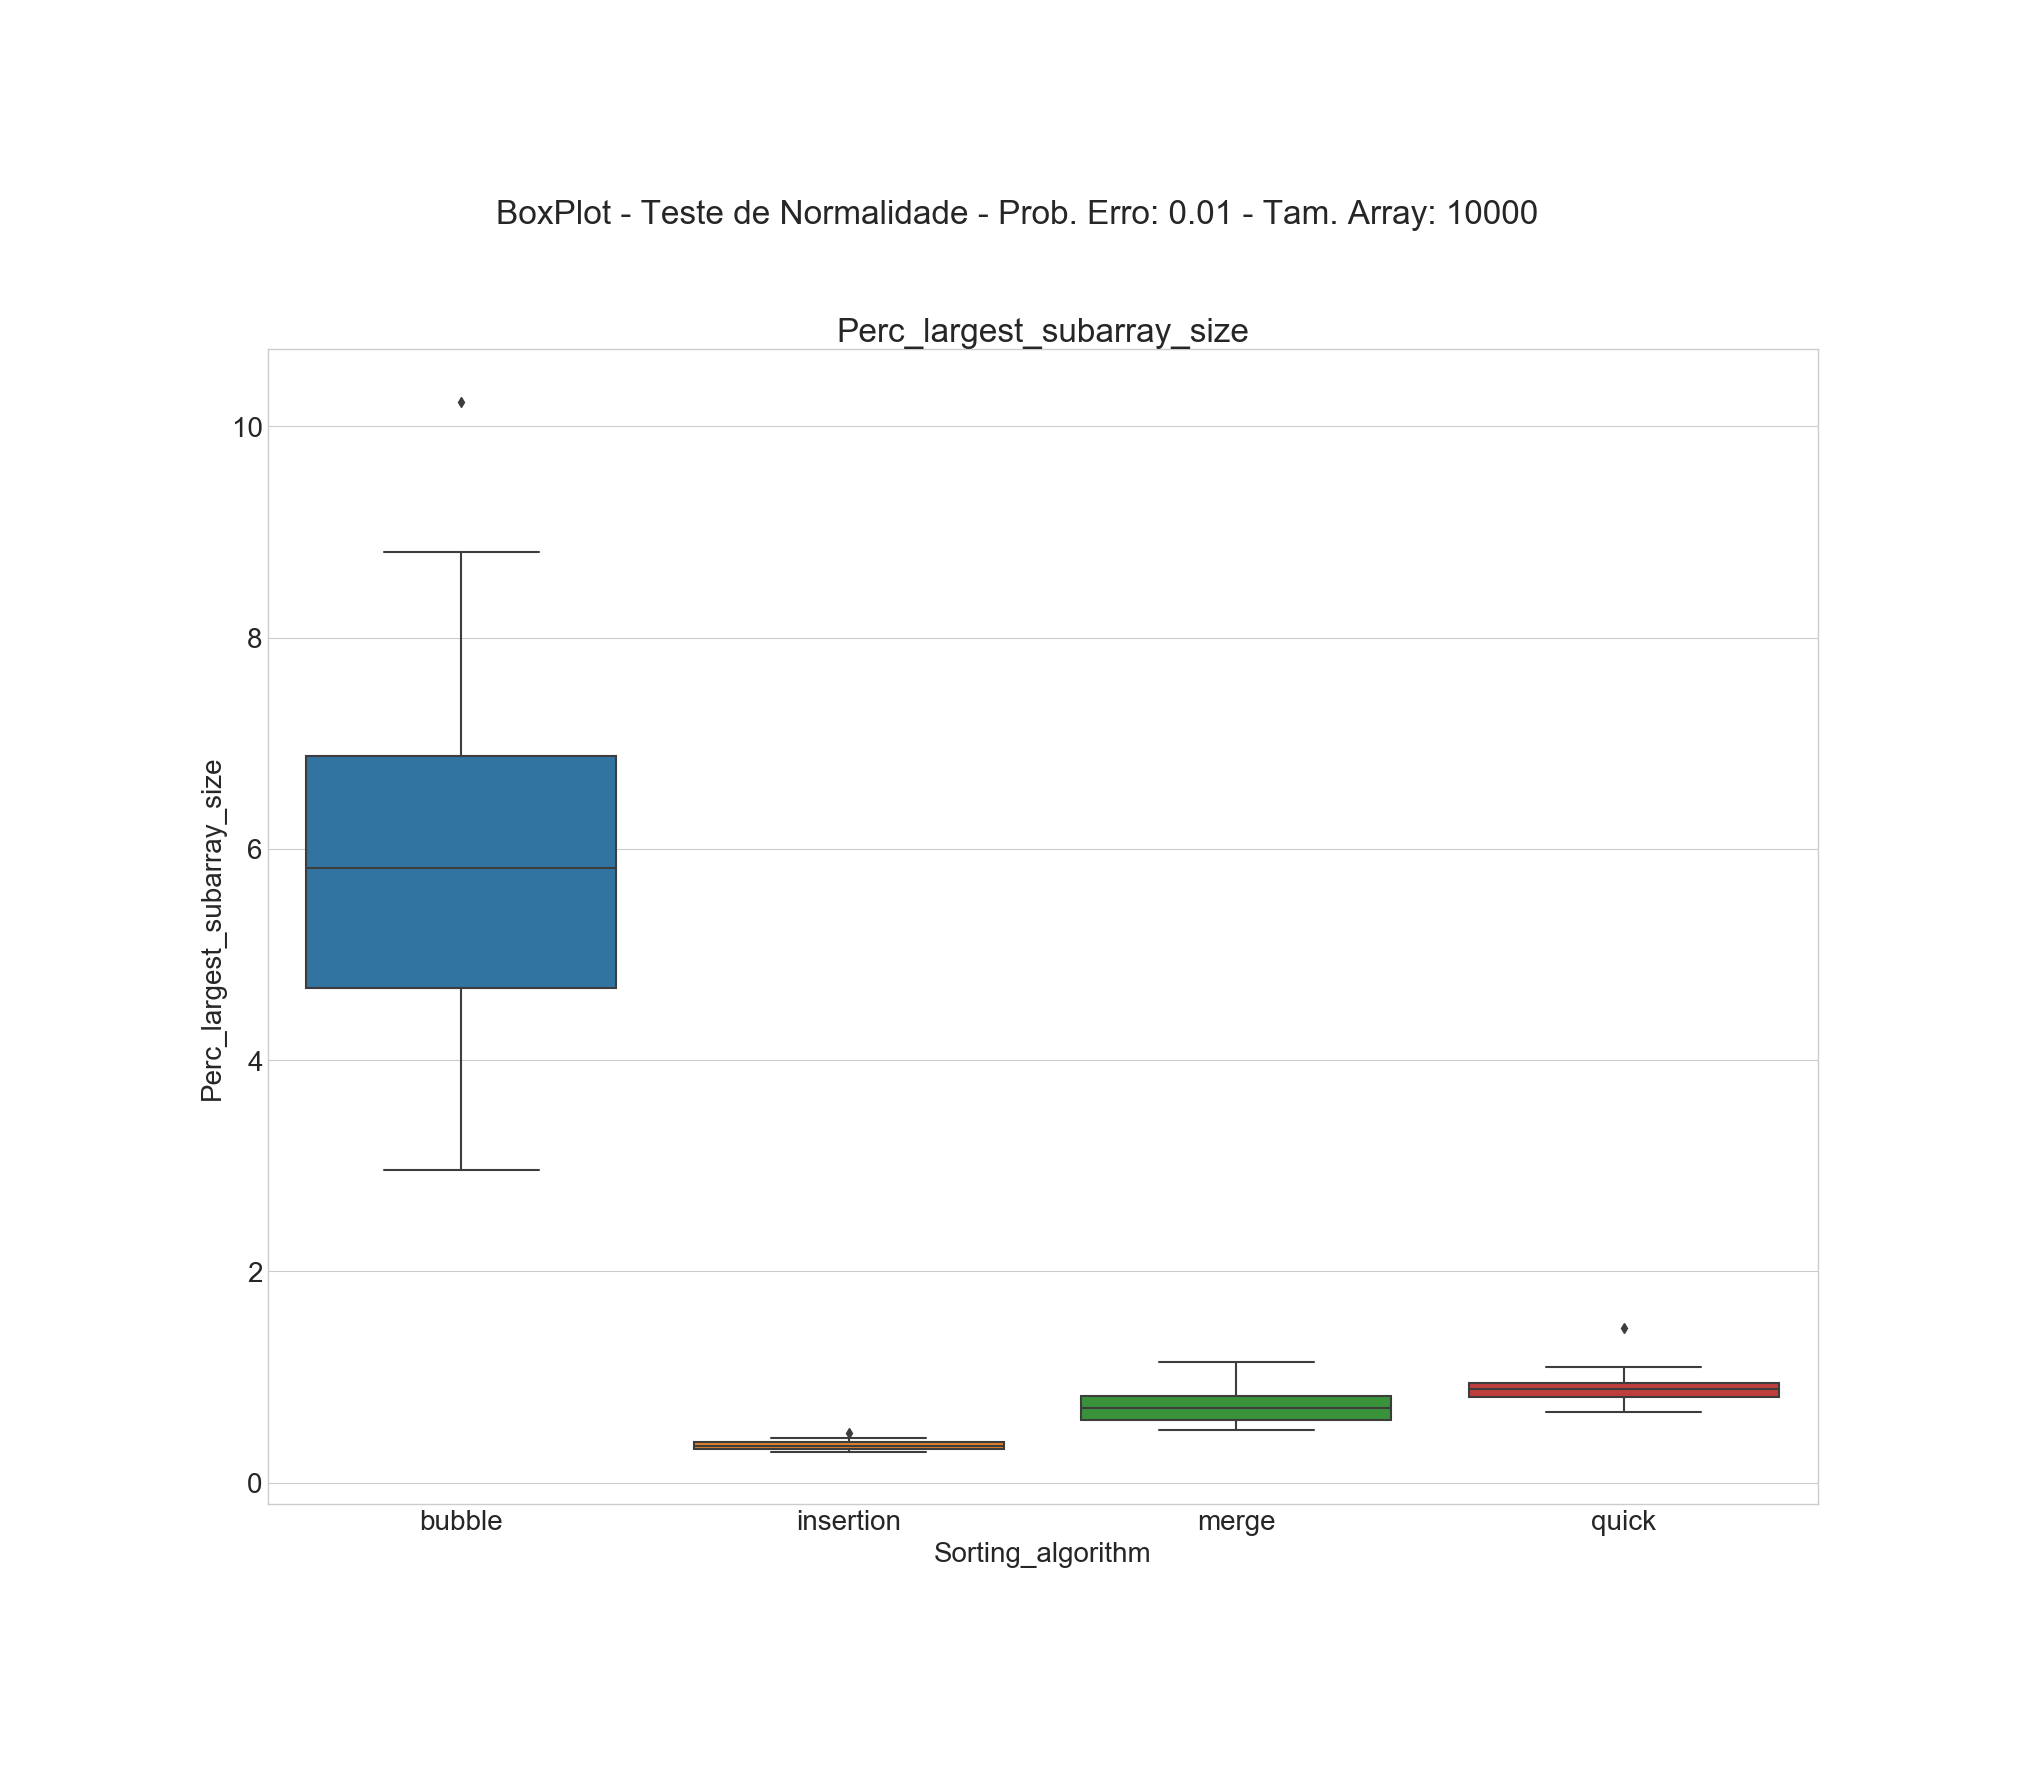 BoxPlot - Teste de Normalidade - Prob. Erro: 0.01 - Tam. Array: 10000
Perc_largest_subarray_size
Perc_largest_subarray_size
10
8
6
4
2
0
bubble insertion merge quick
Sorting_algorithm